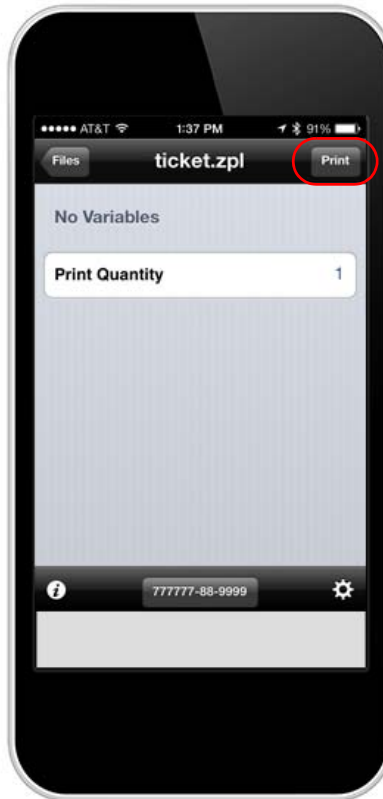 AT&T 1:37 PM 91%
Files ticket.zpl Print
No Variables
Print Quantity 1
i 777777-88-9999